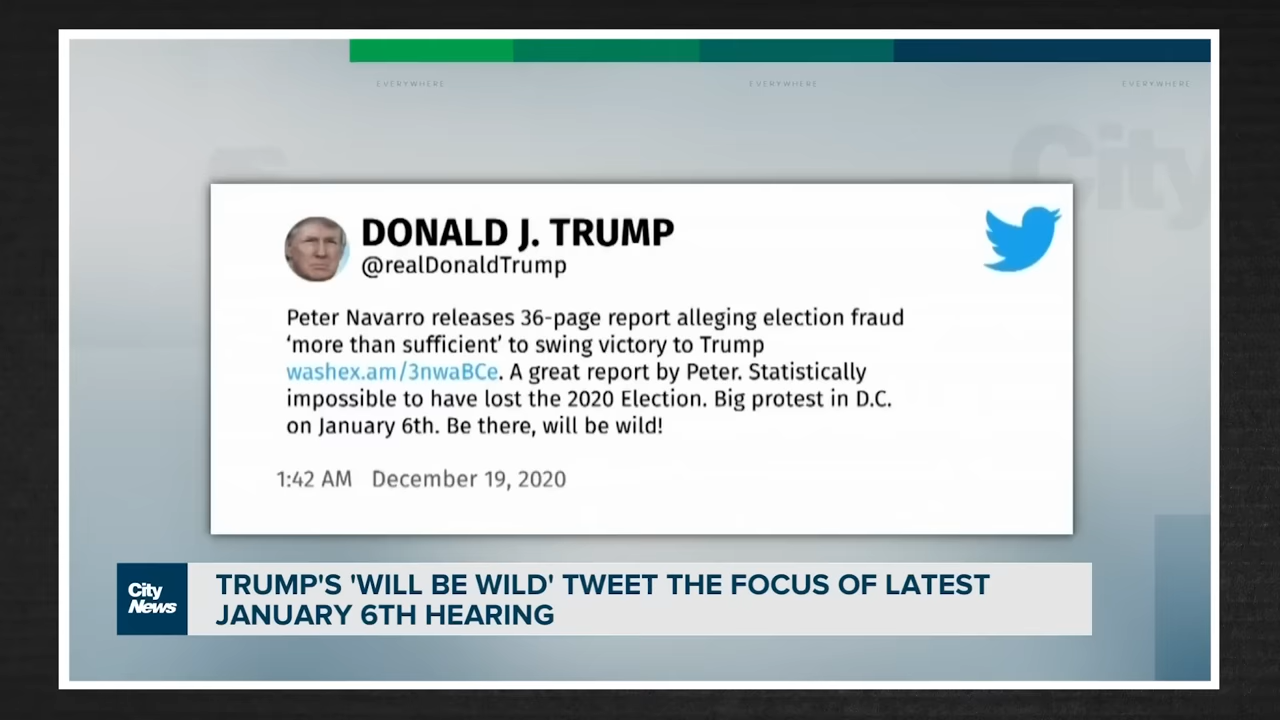 EVERYWHERE EVERYWHERE EVERYWHERE
City
DONALD J. TRUMP
@realDonaldTrump
Peter Navarro releases 36-page report alleging election fraud
‘more than sufficient’ to swing victory to Trump
washex.am/3nwaBCe. A great report by Peter. Statistically
impossible to have lost the 2020 Election. Big protest in D.C.
on January 6th. Be there, will be wild!
1:42 AM December 19, 2020
City
News
TRUMP'S 'WILL BE WILD' TWEET THE FOCUS OF LATEST
JANUARY 6TH HEARING